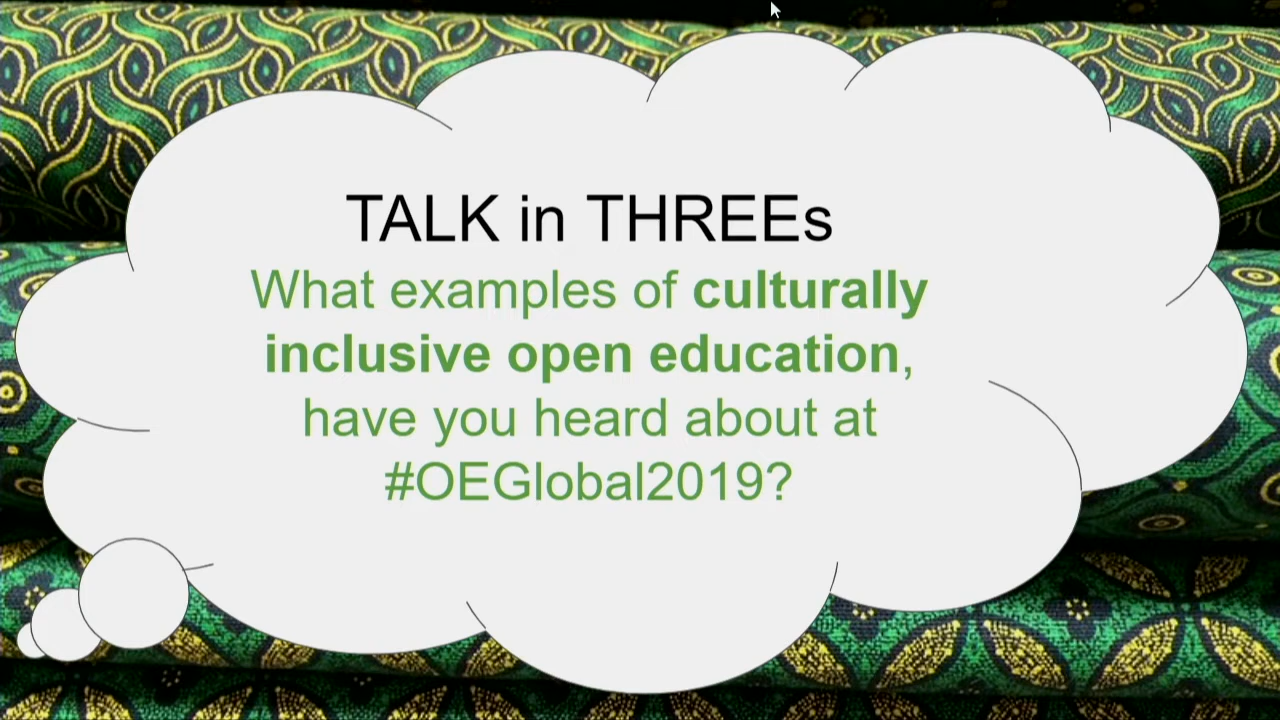 TALK in THREEs
What examples of culturally
inclusive open education,
have you heard about at
#OEGlobal2019?